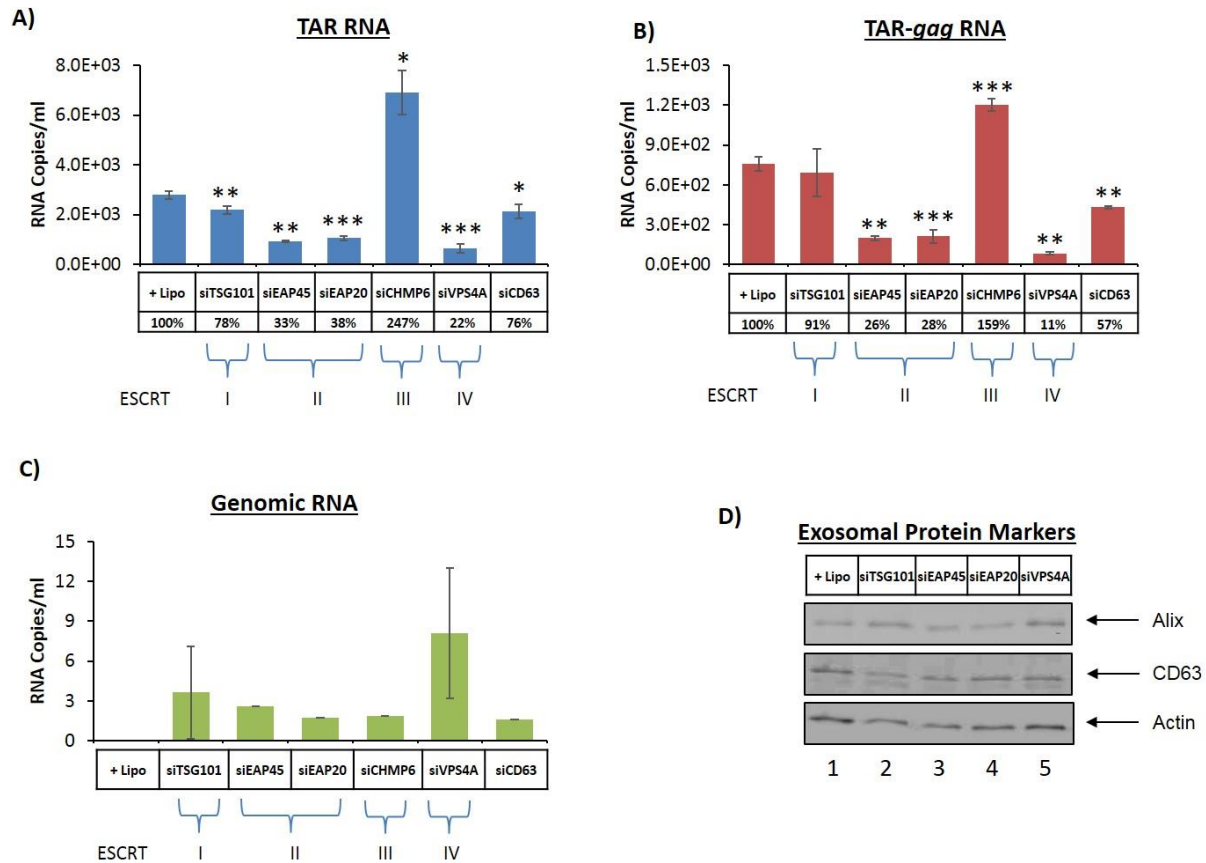 A)
TAR RNA
RNA Copies/ml
8.0E+03
6.0E+03
4.0E+03
2.0E+03
0.0E+00
** ** *** * *** *
+ Lipo siTSG101 siEAP45 siEAP20 siCHMP6 siVPS4A siCD63
100% 78% 33% 38% 247% 22% 76%
ESCRT I II III IV
B)
TAR-gag RNA
RNA Copies/ml
1.5E+03
1.2E+03
9.0E+02
6.0E+02
3.0E+02
0.0E+00
** *** *** ** **
+ Lipo siTSG101 siEAP45 siEAP20 siCHMP6 siVPS4A siCD63
100% 91% 26% 28% 159% 11% 57%
ESCRT I II III IV
C)
Genomic RNA
RNA Copies/ml
15
12
9
6
3
0
+ Lipo siTSG101 siEAP45 siEAP20 siCHMP6 siVPS4A siCD63
ESCRT I II III IV
D)
Exosomal Protein Markers
+ Lipo siTSG101 siEAP45 siEAP20 siVPS4A
Alix
CD63
Actin
1 2 3 4 5